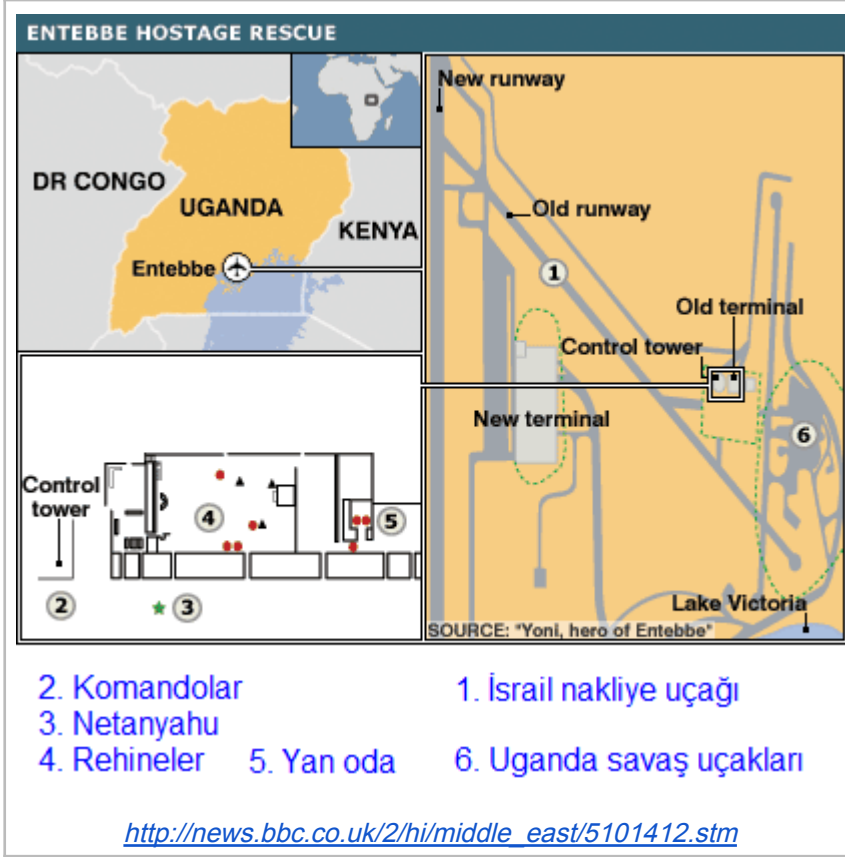 ENTEBBE HOSTAGE RESCUE
DR CONGO
UGANDA
KENYA
Entebbe
New runway
Old runway
1
Old terminal
Control tower
New terminal
6
Lake Victoria
SOURCE: "Yoni, hero of Entebbe"
Control
tower
4
5
2
3
2. Komandolar
3. Netanyahu
4. Rehineler
5. Yan oda
1. İsrail nakliye uçağı
6. Uganda savaş uçakları
http://news.bbc.co.uk/2/hi/middle_east/5101412.stm